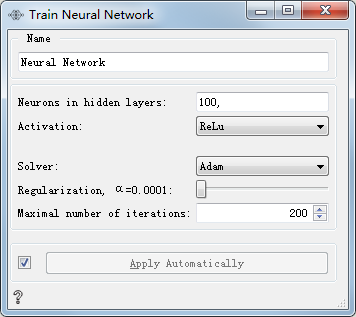 Train Neural Network
Name
Neural Network
Neurons in hidden layers: 100,
Activation: ReLu
Solver: Adam
Regularization, α=0.0001:
Maximal number of iterations: 200
Apply Automatically
?